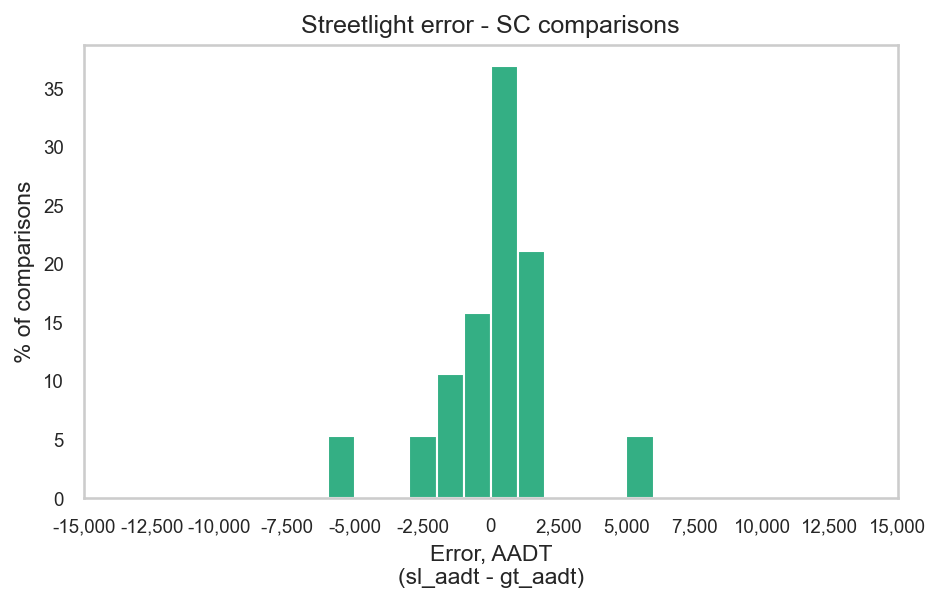 Streetlight error - SC comparisons
% of comparisons
35
30
25
20
15
10
5
0
-15,000 -12,500 -10,000 -7,500 -5,000 -2,500 0 2,500 5,000 7,500 10,000 12,500 15,000
Error, AADT
(sl_aadt - gt_aadt)